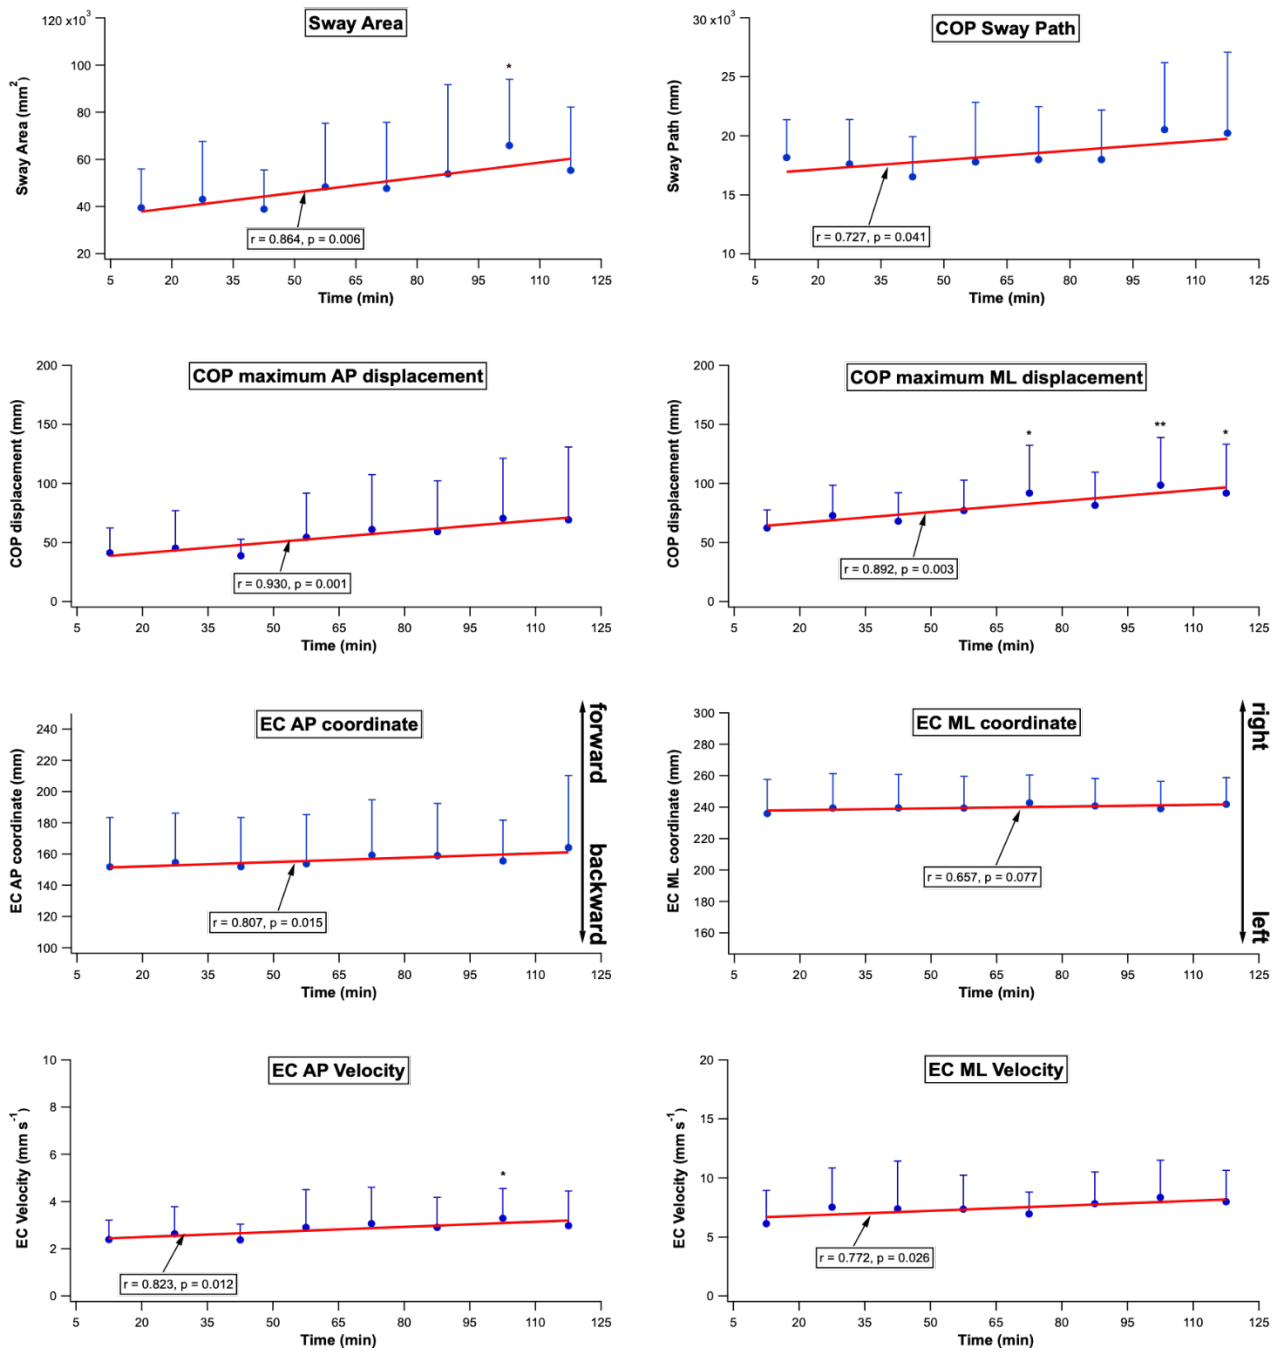 Sway Area
120 x10³
100
80
60
40
20
Sway Area (mm²)
*
r = 0.864, p = 0.006
5 20 35 50 65 80 95 110 125
Time (min)
COP Sway Path
30 x10³
25
20
15
10
Sway Path (mm)
r = 0.727, p = 0.041
5 20 35 50 65 80 95 110 125
Time (min)
COP maximum AP displacement
200
150
100
50
0
COP displacement (mm)
r = 0.930, p = 0.001
5 20 35 50 65 80 95 110 125
Time (min)
COP maximum ML displacement
200
150
100
50
0
COP displacement (mm)
* ** *
r = 0.892, p = 0.003
5 20 35 50 65 80 95 110 125
Time (min)
EC AP coordinate
240
220
200
180
160
140
120
100
EC AP coordinate (mm)
forward
backward
r = 0.807, p = 0.015
5 20 35 50 65 80 95 110 125
Time (min)
EC ML coordinate
300
280
260
240
220
200
180
160
EC ML coordinate (mm)
right
left
r = 0.657, p = 0.077
5 20 35 50 65 80 95 110 125
Time (min)
EC AP Velocity
10
8
6
4
2
0
EC Velocity (mm s⁻¹)
*
r = 0.823, p = 0.012
5 20 35 50 65 80 95 110 125
Time (min)
EC ML Velocity
20
15
10
5
0
EC Velocity (mm s⁻¹)
r = 0.772, p = 0.026
5 20 35 50 65 80 95 110 125
Time (min)